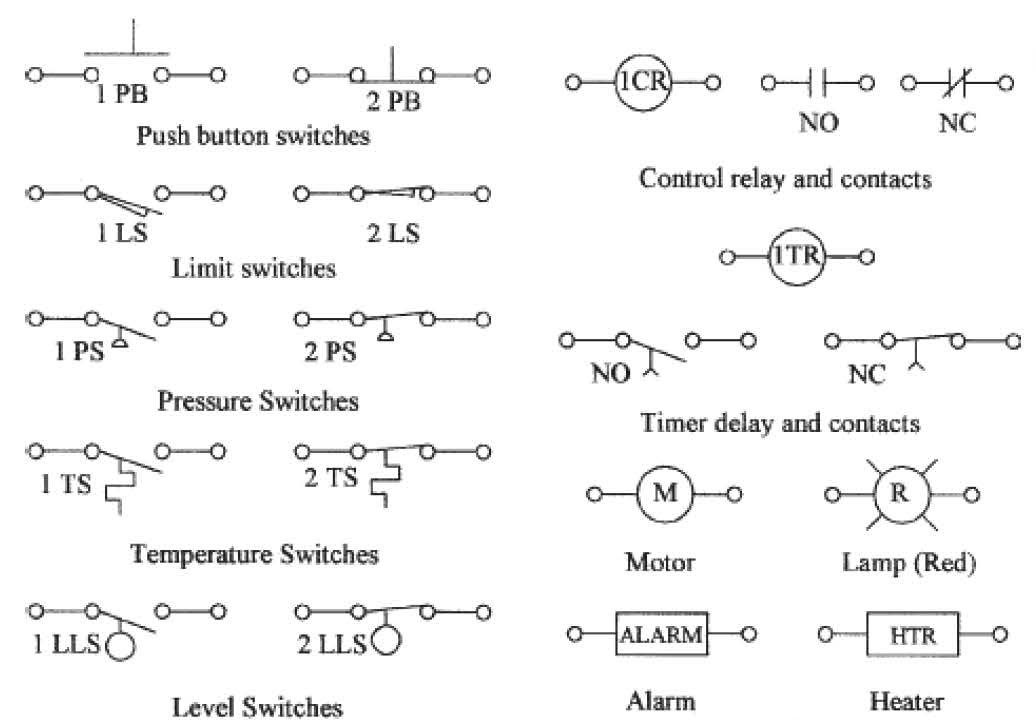 1 PB
2 PB
Push button switches
1 LS
2 LS
Limit switches
1 PS
2 PS
Pressure Switches
1 TS
2 TS
Temperature Switches
1 LLS
2 LLS
Level Switches
1CR
NO
NC
Control relay and contacts
1TR
NO
NC
Timer delay and contacts
M
R
Motor
Lamp (Red)
ALARM
HTR
Alarm
Heater